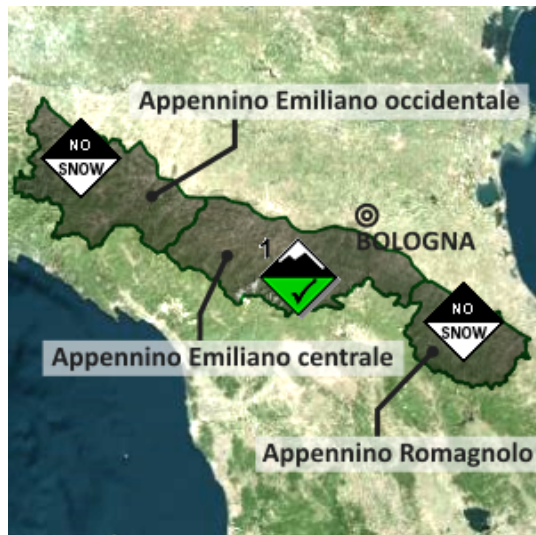 Appennino Emiliano occidentale
NO
SNOW
BOLOGNA
1
NO
SNOW
Appennino Emiliano centrale
Appennino Romagnolo